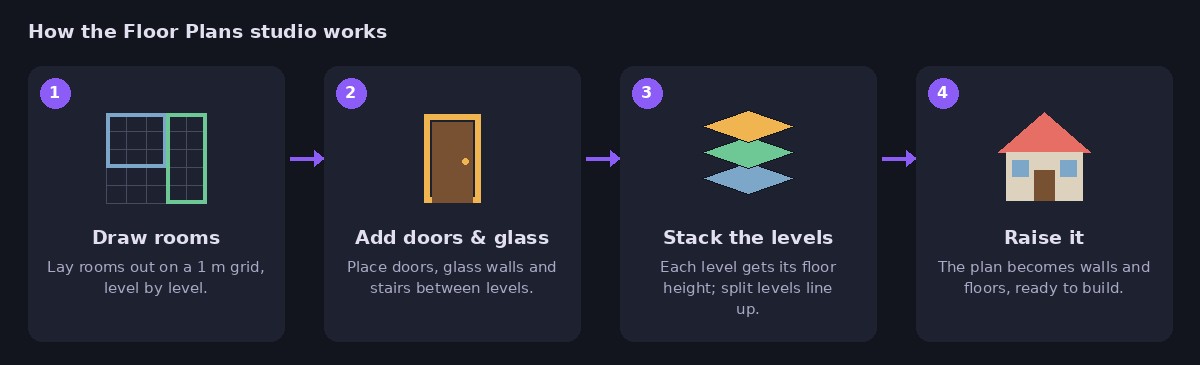 How the Floor Plans studio works
1
Draw rooms
Lay rooms out on a 1 m grid,
level by level.
2
Add doors & glass
Place doors, glass walls and
stairs between levels.
3
Stack the levels
Each level gets its floor
height; split levels line
up.
4
Raise it
The plan becomes walls and
floors, ready to build.